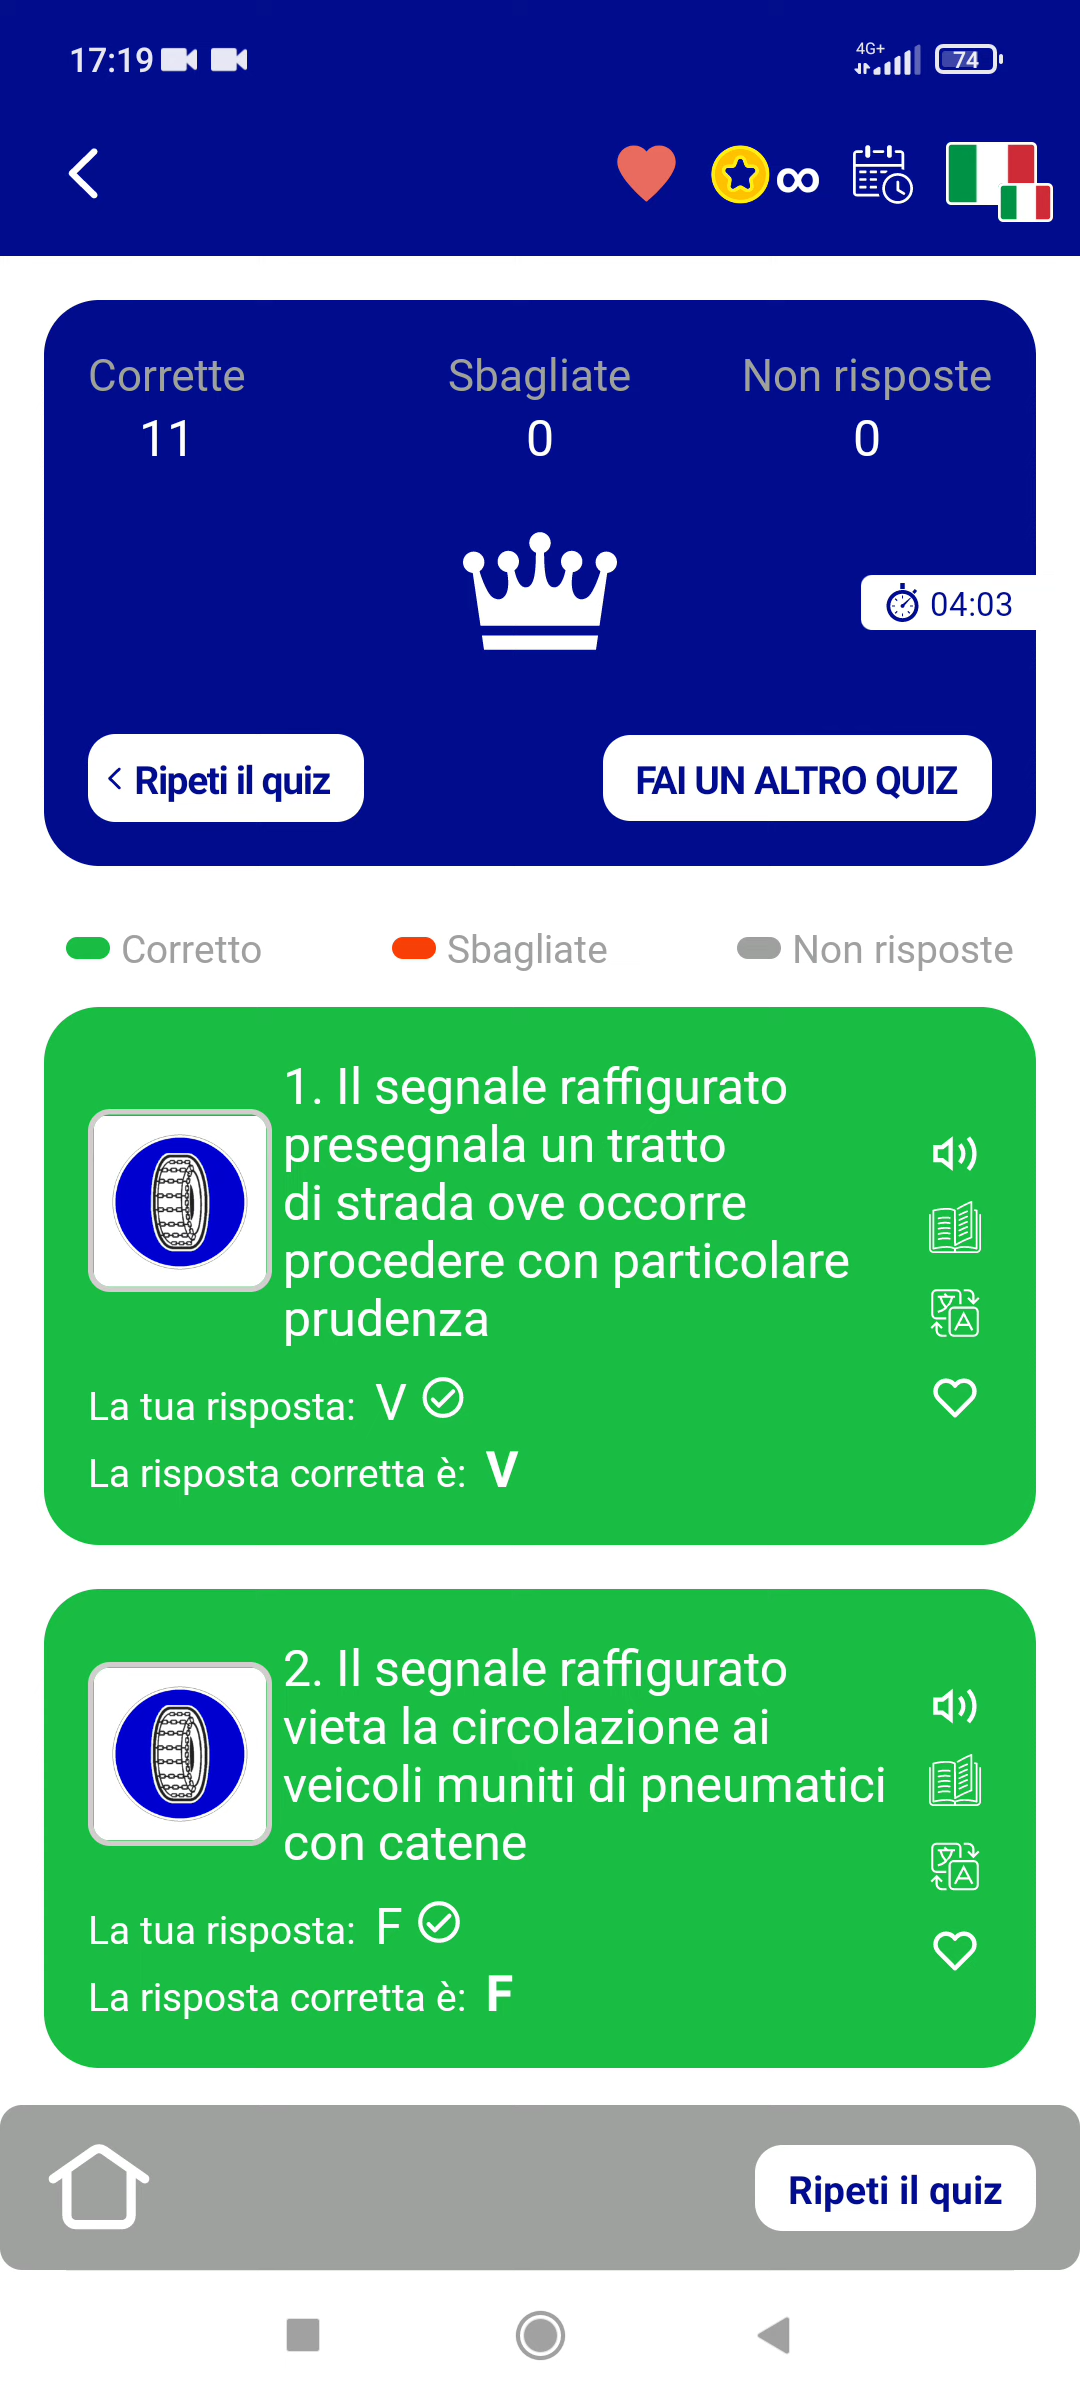 17:19
4G+
74
∞
Corrette
Sbagliate
Non risposte
11
0
0
04:03
Ripeti il quiz
FAI UN ALTRO QUIZ
Corretto
Sbagliate
Non risposte
1. Il segnale raffigurato
presegnala un tratto
di strada ove occorre
procedere con particolare
prudenza
La tua risposta: V
La risposta corretta è: V
2. Il segnale raffigurato
vieta la circolazione ai
veicoli muniti di pneumatici
con catene
La tua risposta: F
La risposta corretta è: F
Ripeti il quiz